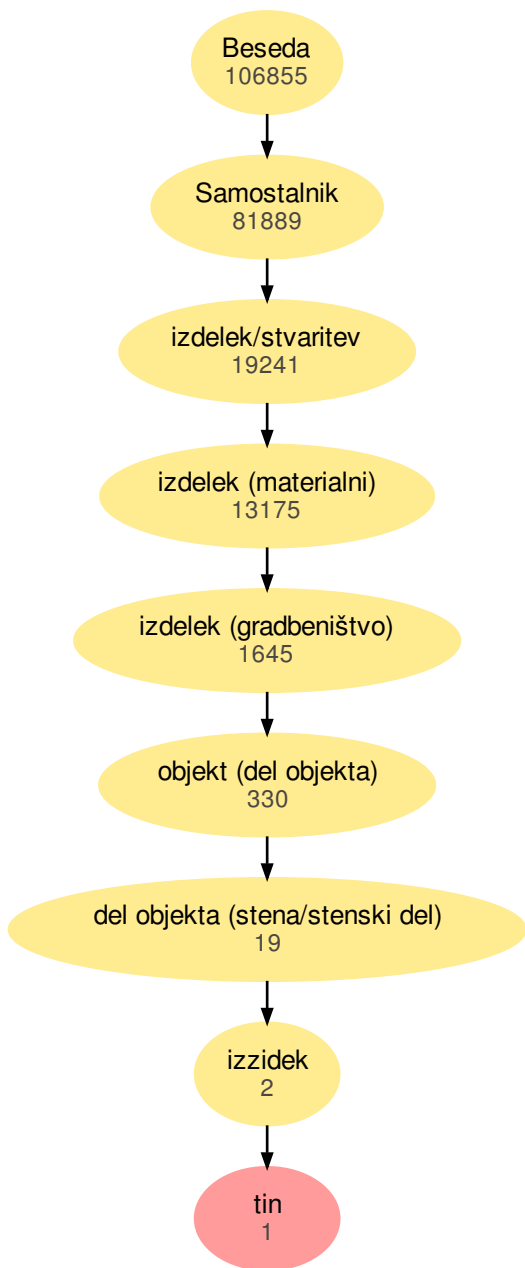 Beseda
106855
Samostalnik
81889
izdelek/stvaritev
19241
izdelek (materialni)
13175
izdelek (gradbeništvo)
1645
objekt (del objekta)
330
del objekta (stena/stenski del)
19
izzidek
2
tin
1